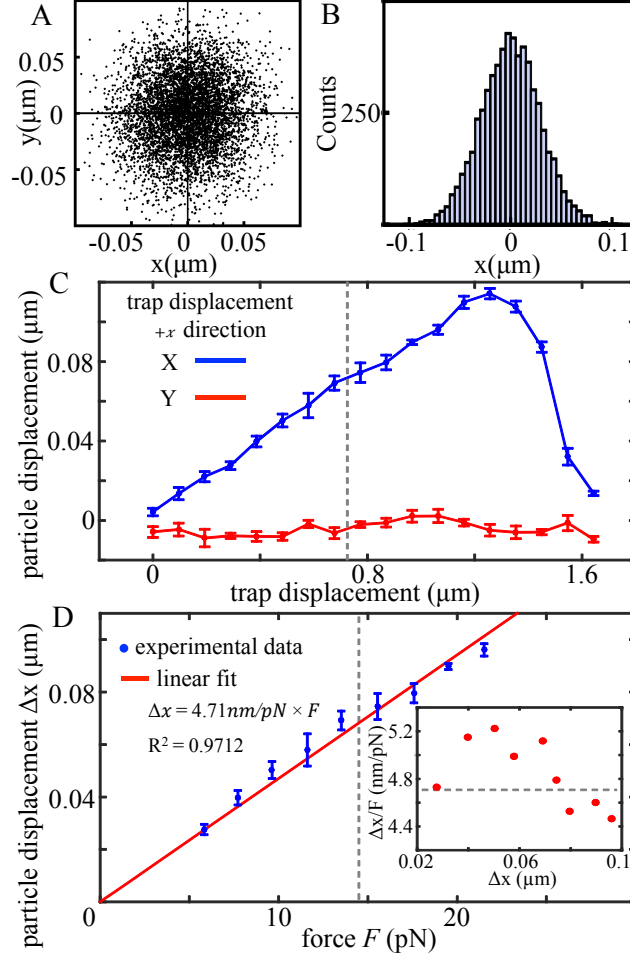 A
0.05
0
-0.05
y(μm)
-0.05
0
0.05
x(μm)
B
250
Counts
-0.1
0
0.1
x(μm)
C
trap displacement
+x direction
X
Y
0.08
0.04
0
particle displacement (μm)
0
0.8
1.6
trap displacement (μm)
D
experimental data
linear fit
Δx = 4.71nm/pN × F
R² = 0.9712
0.08
0.04
particle displacement Δx (μm)
0
10
20
force F (pN)
5.2
4.8
4.4
Δx/F (nm/pN)
0.02
0.06
0.1
Δx (μm)